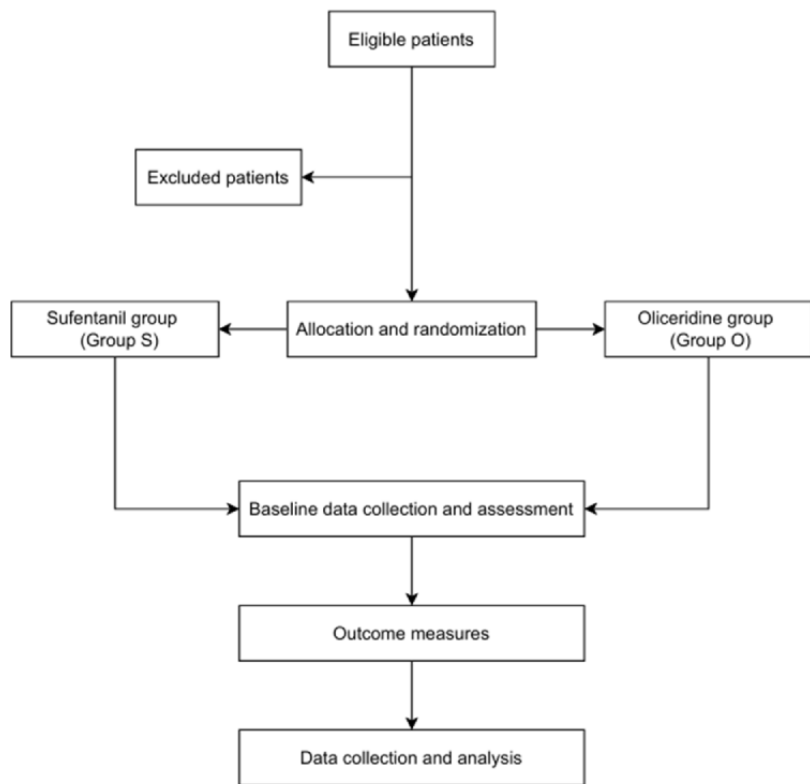 Eligible patients
Excluded patients
Sufentanil group
(Group S)
Allocation and randomization
Oliceridine group
(Group O)
Baseline data collection and assessment
Outcome measures
Data collection and analysis